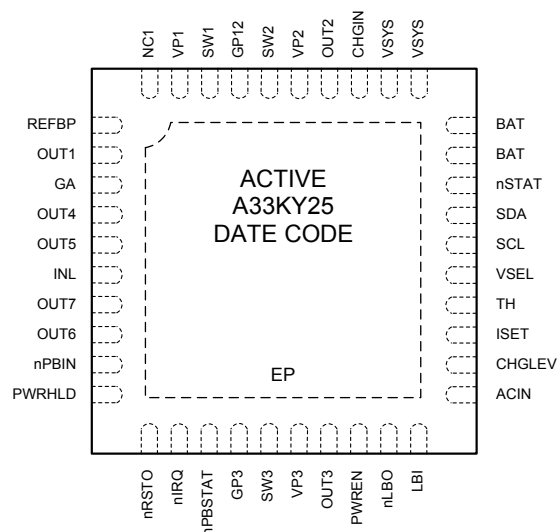 NC1
VP1
SW1
GP12
SW2
VP2
OUT2
CHGIN
VSYS
VSYS
REFBP
OUT1
GA
OUT4
OUT5
INL
OUT7
OUT6
nPBIN
PWRHLD
ACTIVE
A33KY25
DATE CODE
EP
BAT
BAT
nSTAT
SDA
SCL
VSEL
TH
ISET
CHGLEV
ACIN
nRSTO
nIRQ
nPBSTAT
GP3
SW3
VP3
OUT3
PWREN
nLBO
LBI